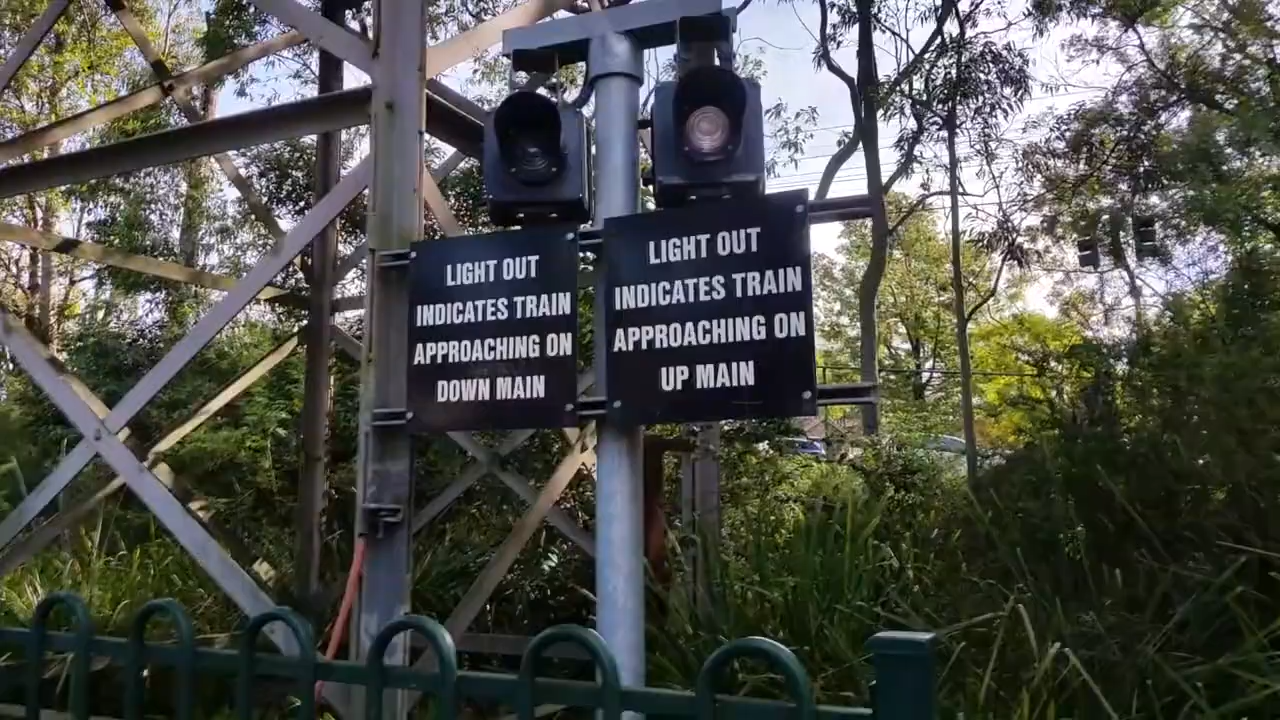 LIGHT OUT
INDICATES TRAIN
APPROACHING ON
DOWN MAIN
LIGHT OUT
INDICATES TRAIN
APPROACHING ON
UP MAIN